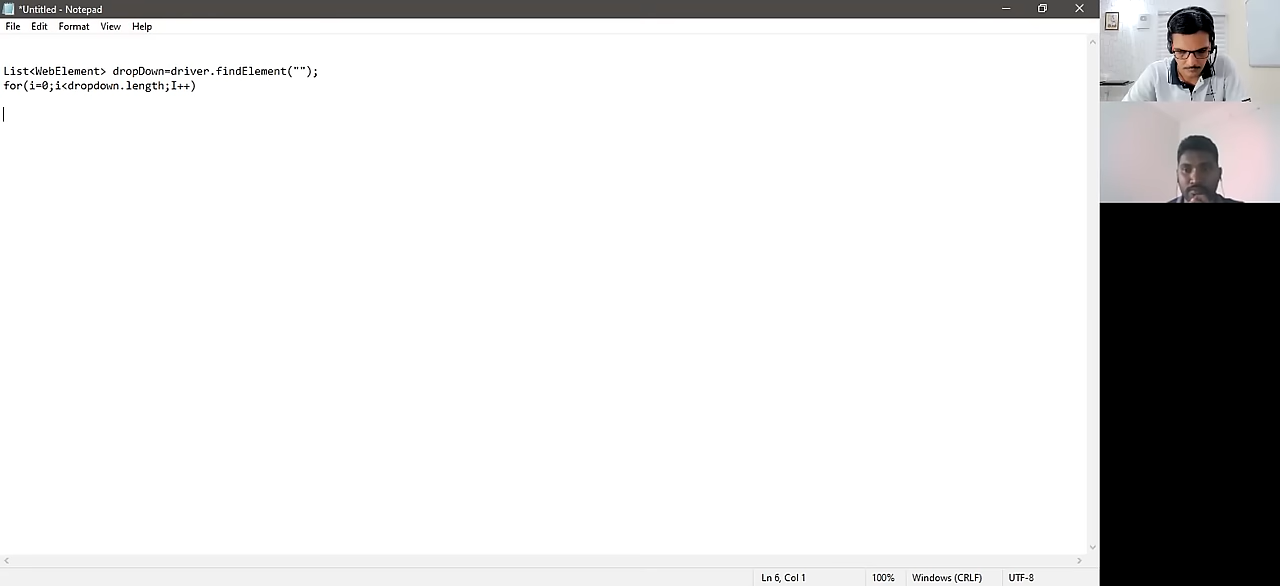 *Untitled - Notepad
File Edit Format View Help
List<WebElement> dropDown=driver.findElement("");
for(i=0;i<dropdown.length;I++)
Ln 6, Col 1 100% Windows (CRLF) UTF-8